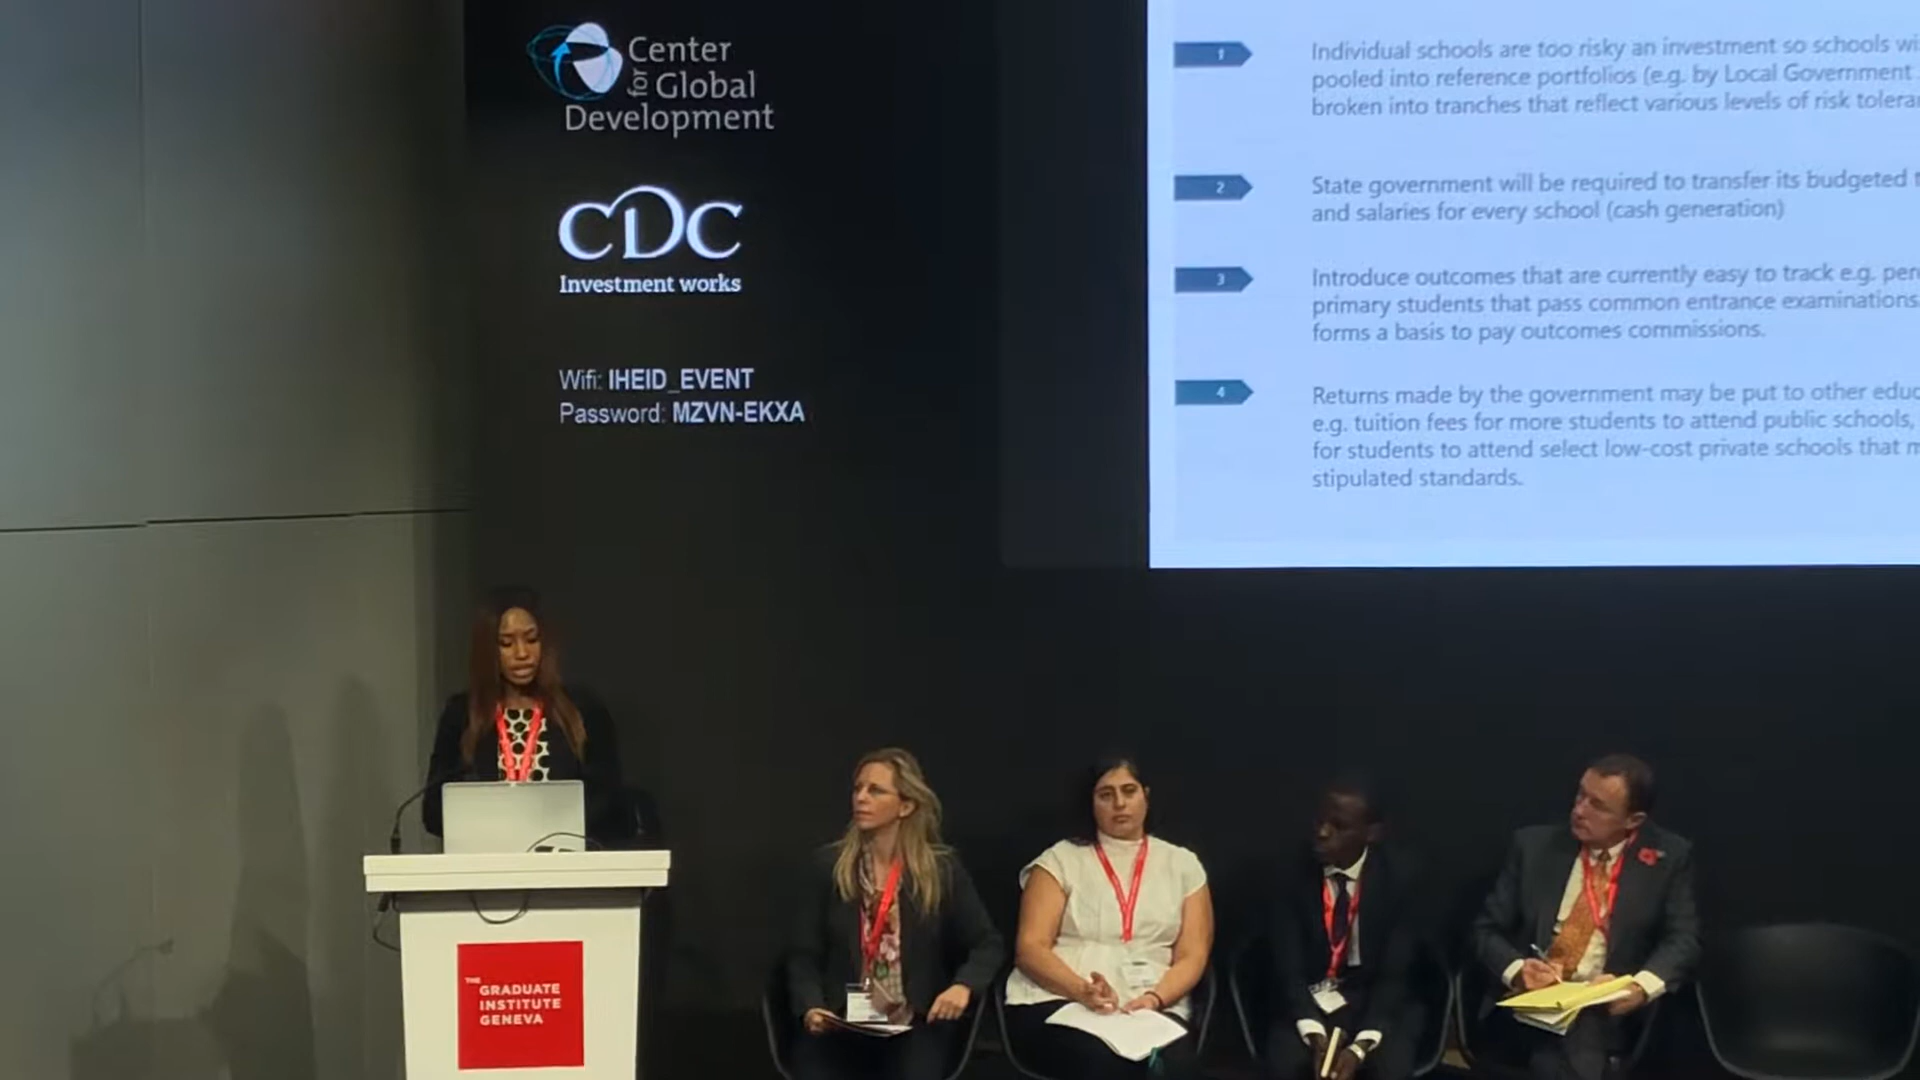 Center
for Global
Development
CDC
Investment works
Wifi: IHEID_EVENT
Password: MZVN-EKXA
1
Individual schools are too risky an investment so schools
pooled into reference portfolios (e.g. by Local Government
broken into tranches that reflect various levels of risk
2
State government will be required to transfer its budgeted
and salaries for every school (cash generation)
3
Introduce outcomes that are currently easy to track e.g.
primary students that pass common entrance examinations.
forms a basis to pay outcomes commissions.
4
Returns made by the government may be put to other
e.g. tuition fees for more students to attend public schools,
for students to attend select low-cost private schools that
stipulated standards.
THE
GRADUATE
INSTITUTE
GENEVA